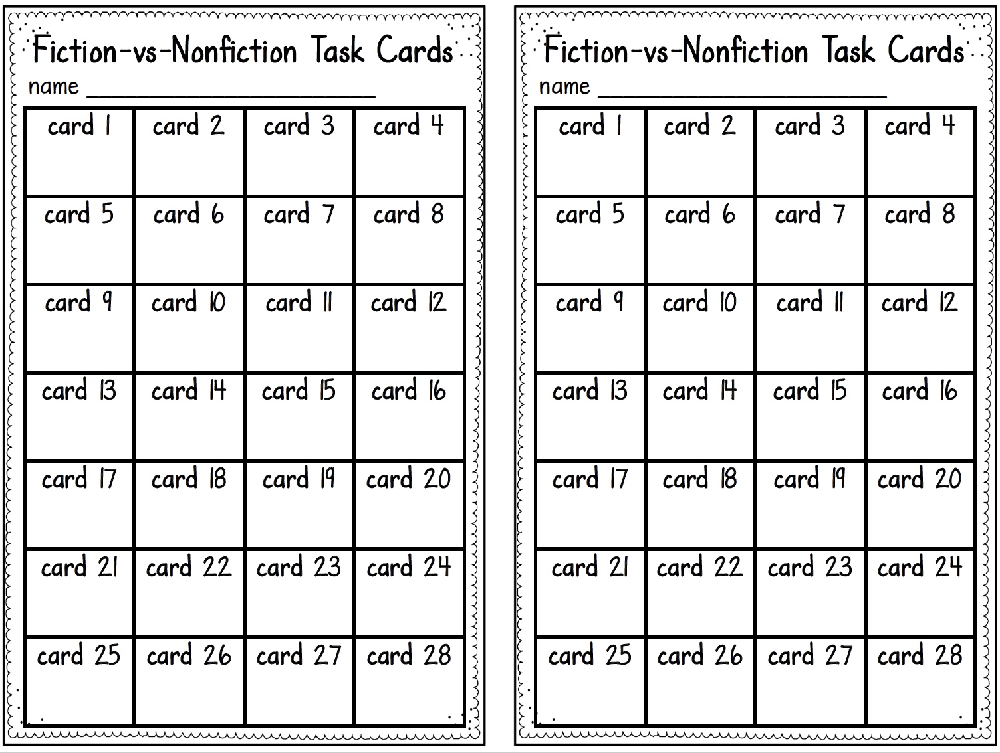 Fiction-vs-Nonfiction Task Cards
name
card 1 card 2 card 3 card 4
card 5 card 6 card 7 card 8
card 9 card 10 card 11 card 12
card 13 card 14 card 15 card 16
card 17 card 18 card 19 card 20
card 21 card 22 card 23 card 24
card 25 card 26 card 27 card 28
Fiction-vs-Nonfiction Task Cards
name
card 1 card 2 card 3 card 4
card 5 card 6 card 7 card 8
card 9 card 10 card 11 card 12
card 13 card 14 card 15 card 16
card 17 card 18 card 19 card 20
card 21 card 22 card 23 card 24
card 25 card 26 card 27 card 28